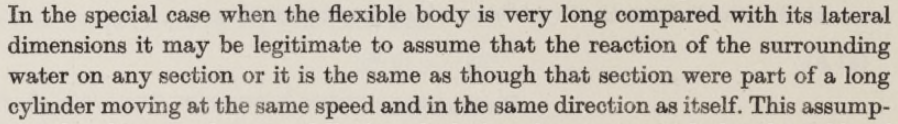 In the special case when the flexible body is very long compared with its lateral
dimensions it may be legitimate to assume that the reaction of the surrounding
water on any section or it is the same as though that section were part of a long
cylinder moving at the same speed and in the same direction as itself. This assump-